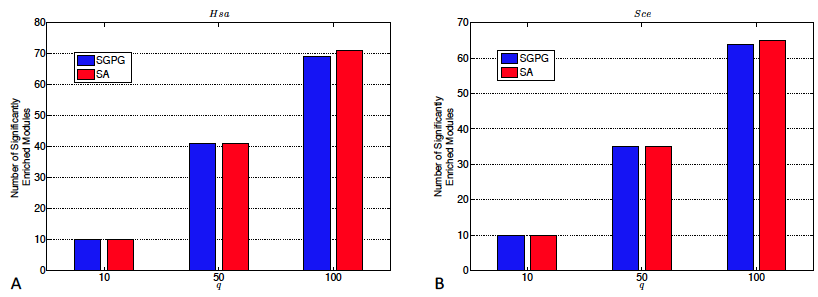 Hsa
80
70
60
50
40
30
20
10
0
Number of Significantly
Enriched Modules
SGPG
SA
10
50
100
q
A
Sce
70
60
50
40
30
20
10
0
Number of Significantly
Enriched Modules
SGPG
SA
10
50
100
q
B